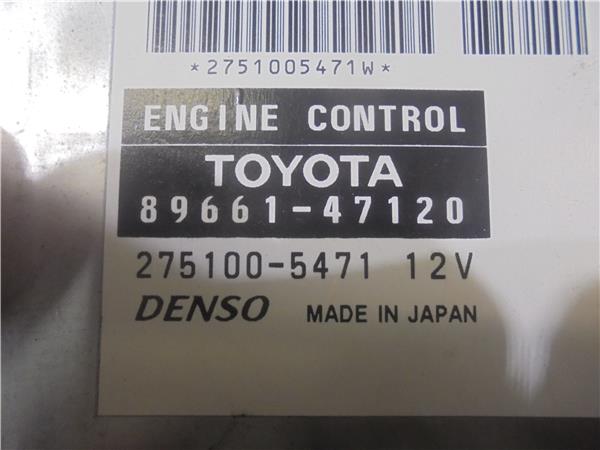 *2751005471W*
ENGINE CONTROL
TOYOTA
89661-47120
275100-5471 12V
DENSO MADE IN JAPAN